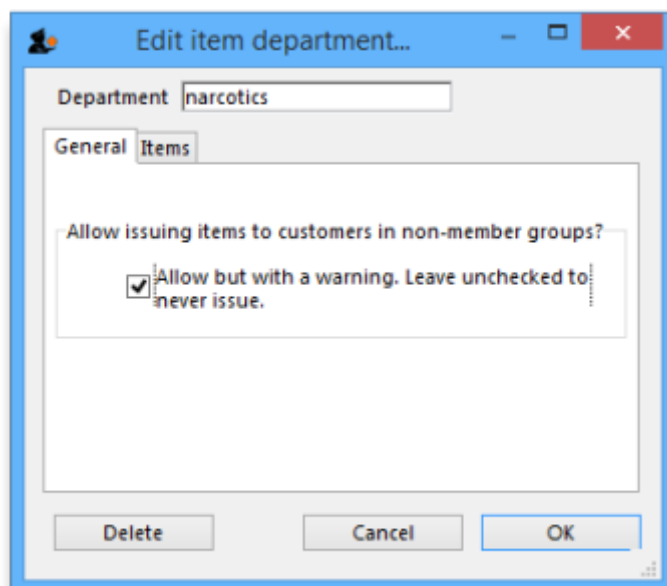 Edit item department...
Department narcotics
General Items
Allow issuing items to customers in non-member groups?
Allow but with a warning. Leave unchecked to
never issue.
Delete Cancel OK